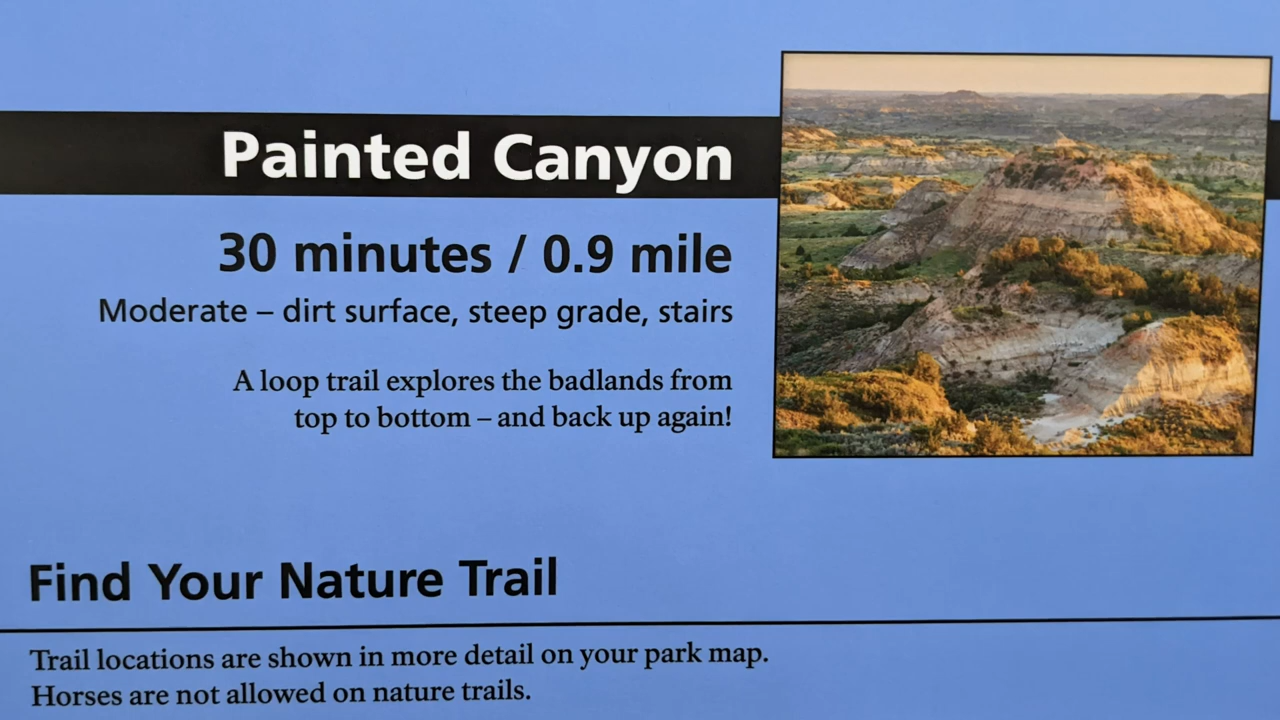 Painted Canyon
30 minutes / 0.9 mile
Moderate – dirt surface, steep grade, stairs
A loop trail explores the badlands from
top to bottom – and back up again!
Find Your Nature Trail
Trail locations are shown in more detail on your park map.
Horses are not allowed on nature trails.